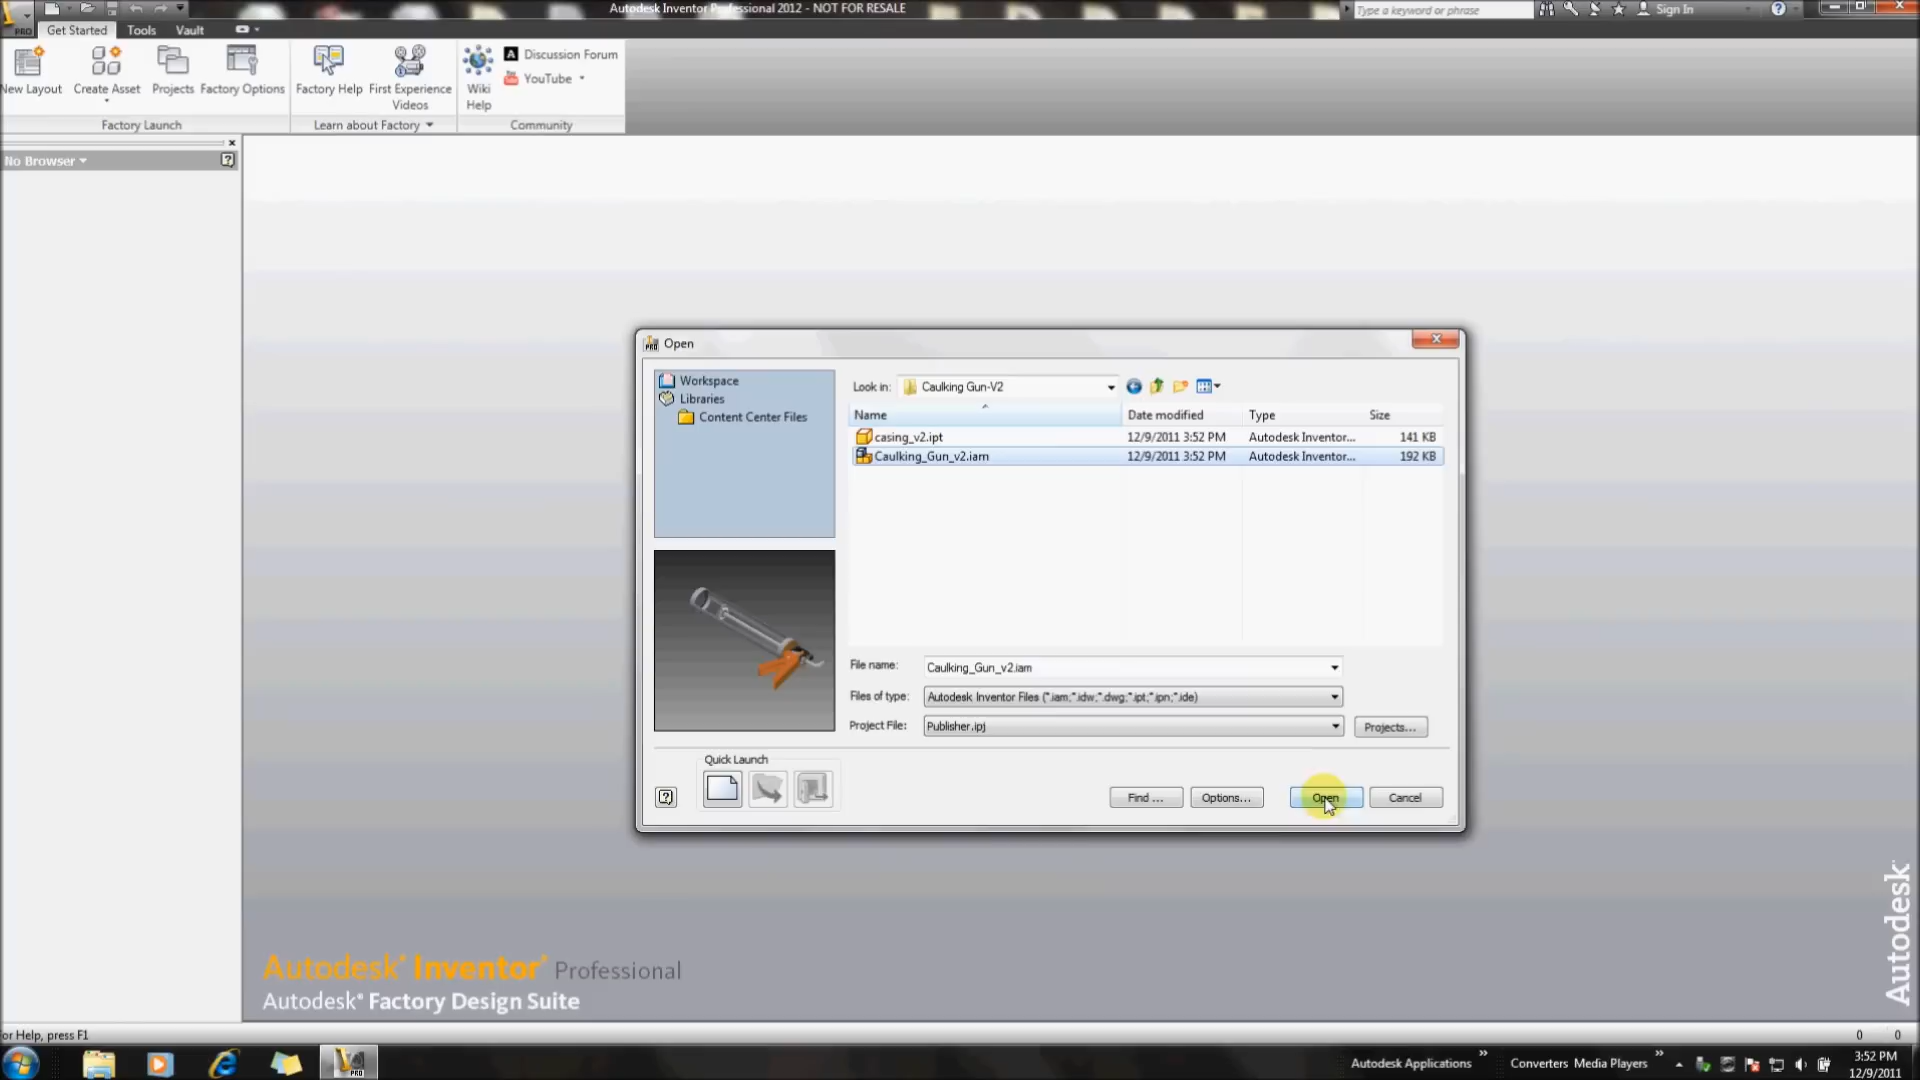 Autodesk Inventor Professional 2012 - NOT FOR RESALE
Type a keyword or phrase
Sign In
PRO
Get Started Tools Vault
New Layout Create Asset Projects Factory Options
Factory Help First Experience Videos
Wiki Help
Discussion Forum
YouTube
Factory Launch
Learn about Factory
Community
No Browser
Open
Workspace
Libraries
Content Center Files
Look in: Caulking Gun-V2
Name Date modified Type Size
casing_v2.ipt 12/9/2011 3:52 PM Autodesk Inventor... 141 KB
Caulking_Gun_v2.iam 12/9/2011 3:52 PM Autodesk Inventor... 192 KB
File name: Caulking_Gun_v2.iam
Files of type: Autodesk Inventor Files (*.iam;*.idw;*.dwg;*.ipt;*.ipn;*.ide)
Project File: Publisher.ipj Projects...
Quick Launch
Find ... Options... Open Cancel
Autodesk® Inventor® Professional
Autodesk® Factory Design Suite
Autodesk
or Help, press F1
0 0
PRO
Autodesk Applications » Converters Media Players »
3:52 PM
12/9/2011